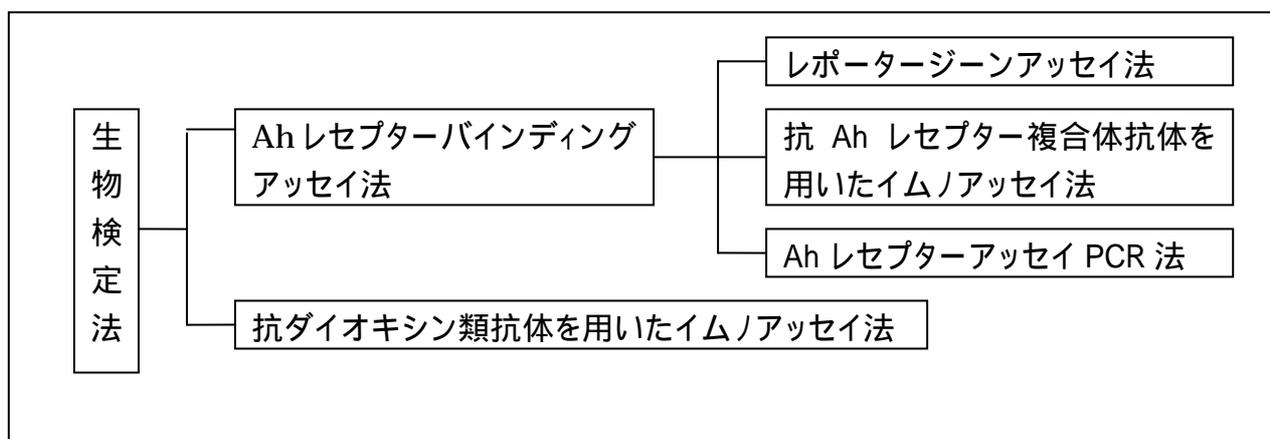 生物検定法
Ahレセプターバインディング
アッセイ法
レポータージーンアッセイ法
抗 Ah レセプター複合体抗体を
用いたイムノアッセイ法
Ahレセプターアッセイ PCR 法
抗ダイオキシン類抗体を用いたイムノアッセイ法